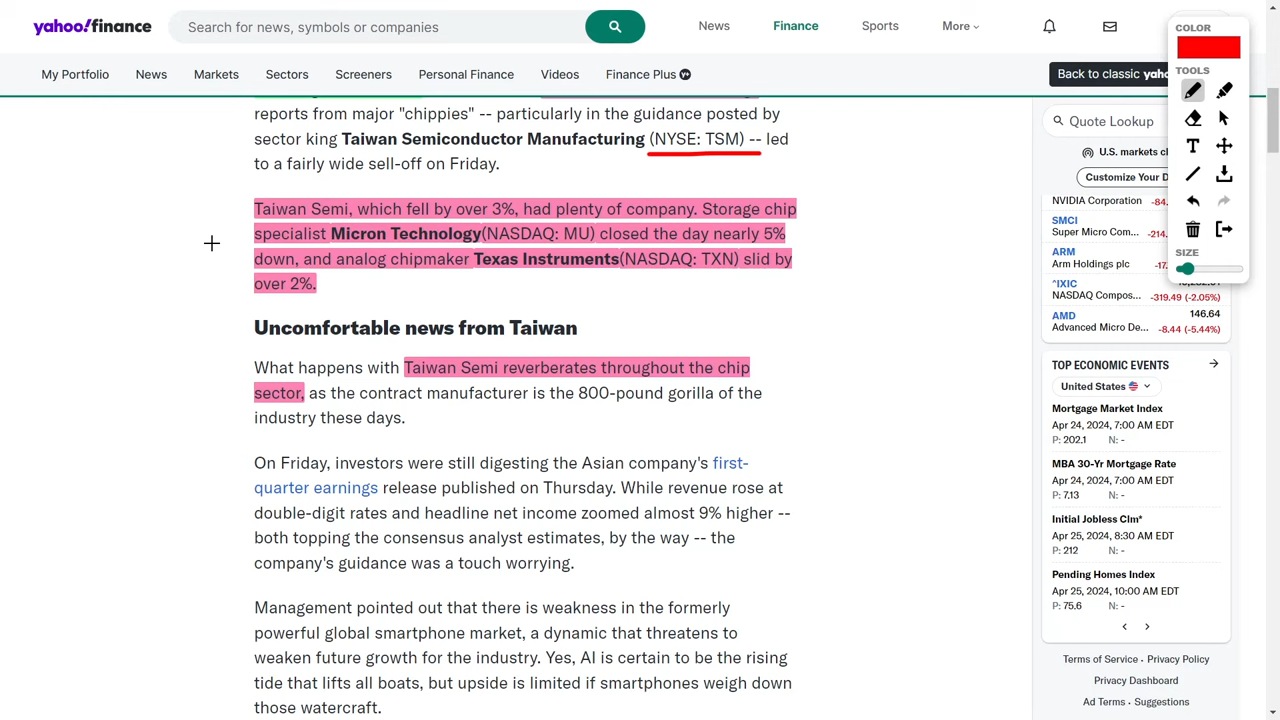 yahoo!finance
Search for news, symbols or companies
News
Finance
Sports
More
My Portfolio
News
Markets
Sectors
Screeners
Personal Finance
Videos
Finance Plus
Back to classic yaho
reports from major "chippies" -- particularly in the guidance posted by
sector king Taiwan Semiconductor Manufacturing (NYSE: TSM) -- led
to a fairly wide sell-off on Friday.
Taiwan Semi, which fell by over 3%, had plenty of company. Storage chip
specialist Micron Technology(NASDAQ: MU) closed the day nearly 5%
down, and analog chipmaker Texas Instruments(NASDAQ: TXN) slid by
over 2%.
Uncomfortable news from Taiwan
What happens with Taiwan Semi reverberates throughout the chip
sector, as the contract manufacturer is the 800-pound gorilla of the
industry these days.
On Friday, investors were still digesting the Asian company's first-
quarter earnings release published on Thursday. While revenue rose at
double-digit rates and headline net income zoomed almost 9% higher --
both topping the consensus analyst estimates, by the way -- the
company's guidance was a touch worrying.
Management pointed out that there is weakness in the formerly
powerful global smartphone market, a dynamic that threatens to
weaken future growth for the industry. Yes, AI is certain to be the rising
tide that lifts all boats, but upside is limited if smartphones weigh down
those watercraft.
COLOR
TOOLS
T
SIZE
Quote Lookup
U.S. markets cl
Customize Your D
NVIDIA Corporation -84.
SMCI
Super Micro Com... -214.
ARM
Arm Holdings plc -17.
^IXIC
NASDAQ Compos... -319.49 (-2.05%)
AMD 146.64
Advanced Micro De... -8.44 (-5.44%)
TOP ECONOMIC EVENTS
United States
Mortgage Market Index
Apr 24, 2024, 7:00 AM EDT
P: 202.1 N: -
MBA 30-Yr Mortgage Rate
Apr 24, 2024, 7:00 AM EDT
P: 7.13 N: -
Initial Jobless Clm*
Apr 25, 2024, 8:30 AM EDT
P: 212 N: -
Pending Homes Index
Apr 25, 2024, 10:00 AM EDT
P: 75.6 N: -
Terms of Service • Privacy Policy
Privacy Dashboard
Ad Terms • Suggestions